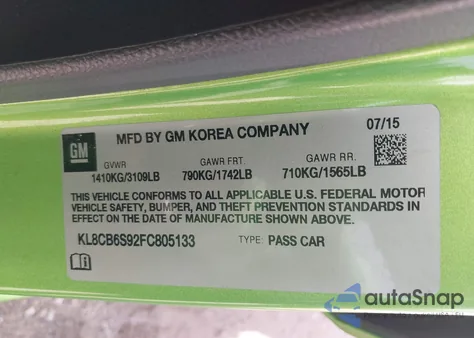 MFD BY GM KOREA COMPANY 07/15
GM
GVWR GAWR FRT GAWR RR.
1410KG/3109LB 790KG/1742LB 710KG/1565LB
THIS VEHICLE CONFORMS TO ALL APPLICABLE U.S. FEDERAL MOTOR
VEHICLE SAFETY, BUMPER, AND THEFT PREVENTION STANDARDS IN
EFFECT ON THE DATE OF MANUFACTURE SHOWN ABOVE.
KL8CB6S92FC805133 TYPE: PASS CAR
autoSnap